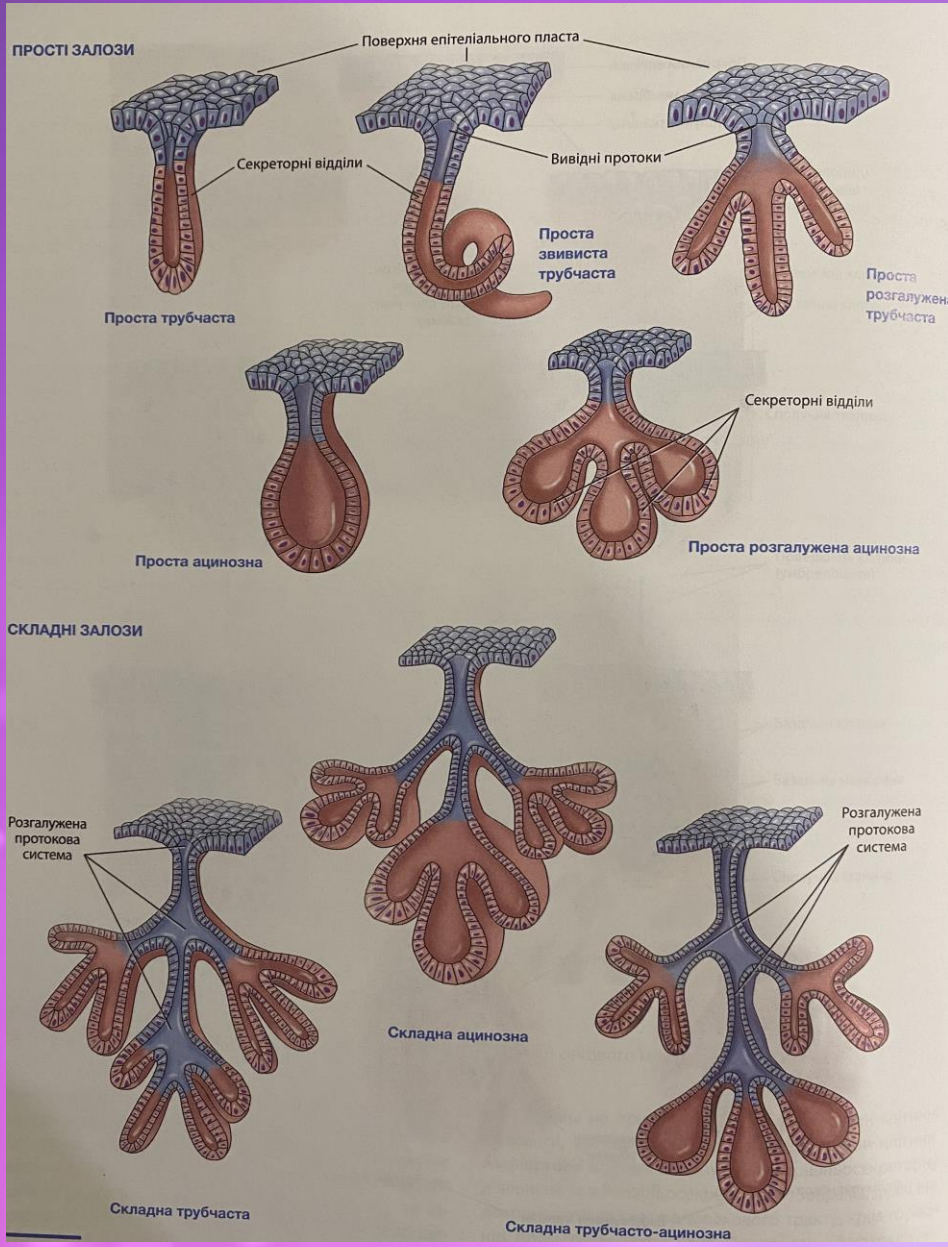 ПРОСТІ ЗАЛОЗИ
Поверхня епітеліального пласта
Секреторні відділи
Вивідні протоки
Проста трубчаста
Проста
звивиста
трубчаста
Проста
розгалужена
трубчаста
Секреторні відділи
Проста ацинозна
Проста розгалужена ацинозна
СКЛАДНІ ЗАЛОЗИ
Розгалужена
протокова
система
Розгалужена
протокова
система
Складна ацинозна
Складна трубчаста
Складна трубчасто-ацинозна